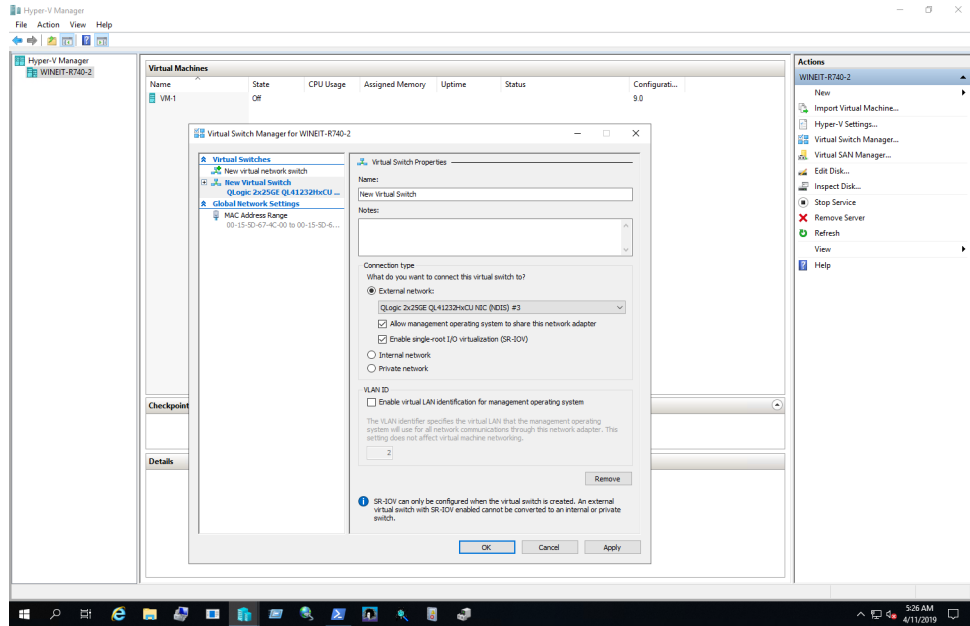 Hyper-V Manager
File Action View Help
Hyper-V Manager
WINEIT-R740-2
Virtual Machines
Name State CPU Usage Assigned Memory Uptime Status Configurati...
VM-1 Off 9.0
Checkpoint
Details
Virtual Switch Manager for WINEIT-R740-2
Virtual Switches
New virtual network switch
New Virtual Switch
QLogic 2x25GE QL41232HxCU ...
Global Network Settings
MAC Address Range
00-15-5D-67-4C-00 to 00-15-5D-6...
Virtual Switch Properties
Name:
New Virtual Switch
Notes:
Connection type
What do you want to connect this virtual switch to?
External network:
QLogic 2x25GE QL41232HxCU NIC (NDIS) #3
Allow management operating system to share this network adapter
Enable single-root I/O virtualization (SR-IOV)
Internal network
Private network
VLAN ID
Enable virtual LAN identification for management operating system
The VLAN identifier specifies the virtual LAN that the management operating
system will use for all network communications through this network adapter. This
setting does not affect virtual machine networking.
2
Remove
SR-IOV can only be configured when the virtual switch is created. An external
virtual switch with SR-IOV enabled cannot be converted to an internal or private
switch.
OK Cancel Apply
Actions
WINEIT-R740-2
New
Import Virtual Machine...
Hyper-V Settings...
Virtual Switch Manager...
Virtual SAN Manager...
Edit Disk...
Inspect Disk...
Stop Service
Remove Server
Refresh
View
Help
5:26 AM
4/11/2019